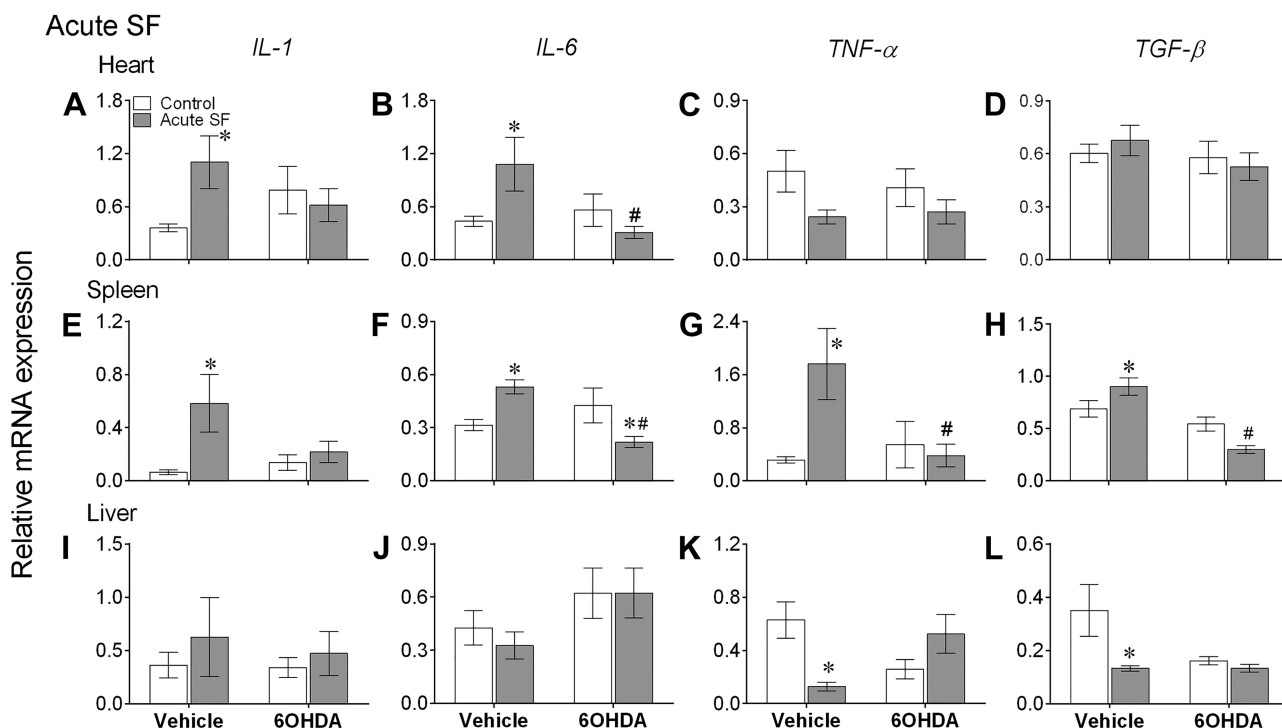 Acute SF
IL-1 IL-6 TNF-α TGF-β
Heart
A B C D
Control
Acute SF
1.8 1.8 0.9 0.9
* *
1.2 1.2 0.6 0.6
0.6 0.6 0.3 0.3
#
0.0 0.0 0.0 0.0
Spleen
E F G H
1.2 0.9 2.4 1.5
* * * *
0.8 0.6 1.6 1.0
0.4 0.3 0.8 0.5
*# # #
0.0 0.0 0.0 0.0
Liver
I J K L
1.5 0.9 1.2 0.6
1.0 0.6 0.8 0.4
0.5 0.3 0.4 0.2
* *
0.0 0.0 0.0 0.0
Vehicle 6OHDA Vehicle 6OHDA Vehicle 6OHDA Vehicle 6OHDA
Relative mRNA expression